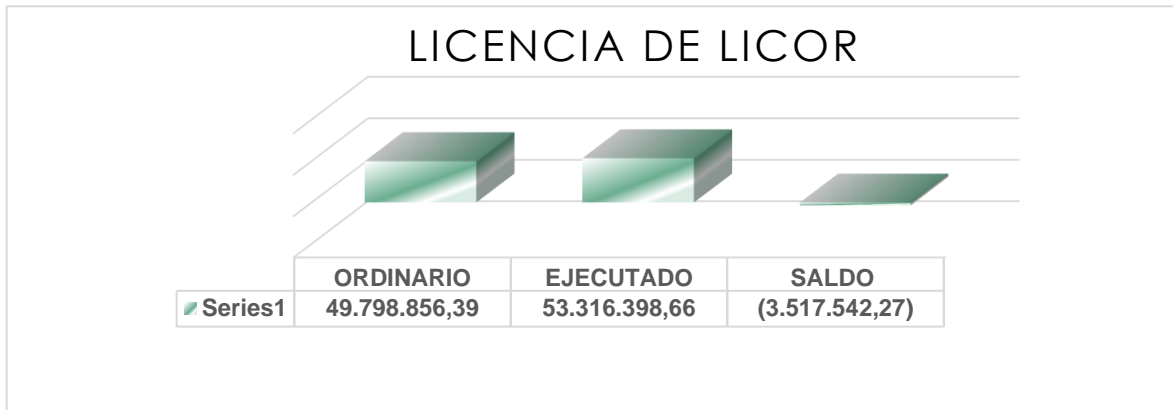 LICENCIA DE LICOR
ORDINARIO EJECUTADO SALDO
Series1 49.798.856,39 53.316.398,66 (3.517.542,27)